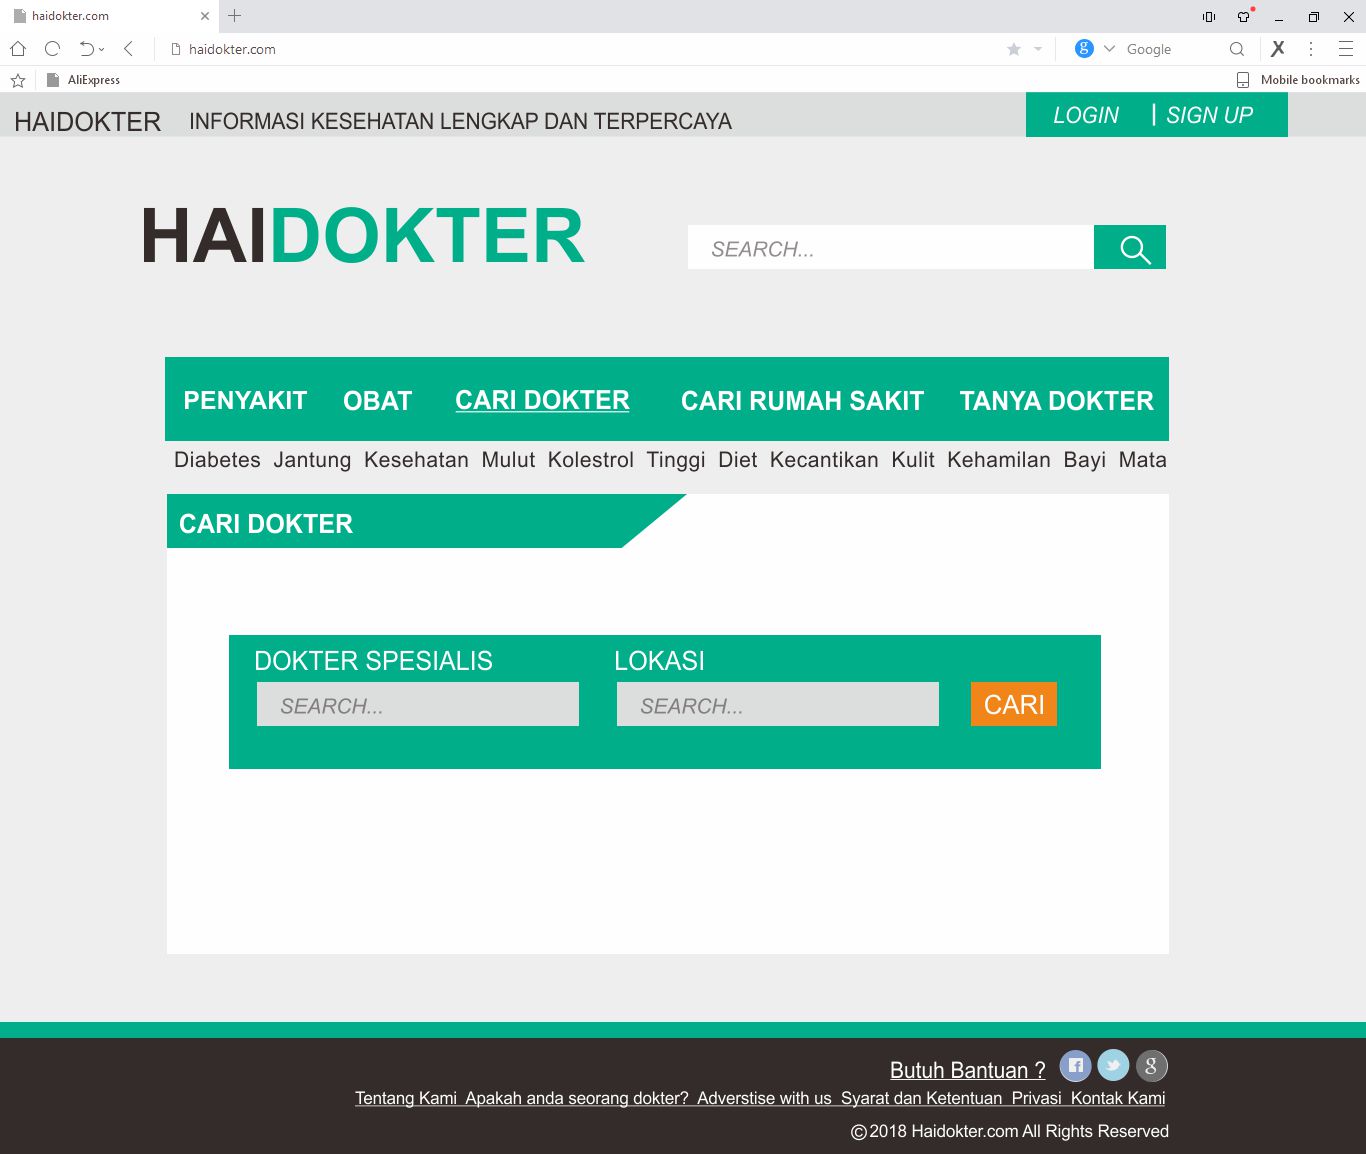 haidokter.com
haidokter.com
Google
AliExpress
Mobile bookmarks
HAIDOKTER INFORMASI KESEHATAN LENGKAP DAN TERPERCAYA
LOGIN | SIGN UP
HAIDOKTER
SEARCH...
PENYAKIT OBAT CARI DOKTER CARI RUMAH SAKIT TANYA DOKTER
Diabetes Jantung Kesehatan Mulut Kolestrol Tinggi Diet Kecantikan Kulit Kehamilan Bayi Mata
CARI DOKTER
DOKTER SPESIALIS LOKASI
SEARCH... SEARCH... CARI
Butuh Bantuan ?
Tentang Kami Apakah anda seorang dokter? Adverstise with us Syarat dan Ketentuan Privasi Kontak Kami
©2018 Haidokter.com All Rights Reserved